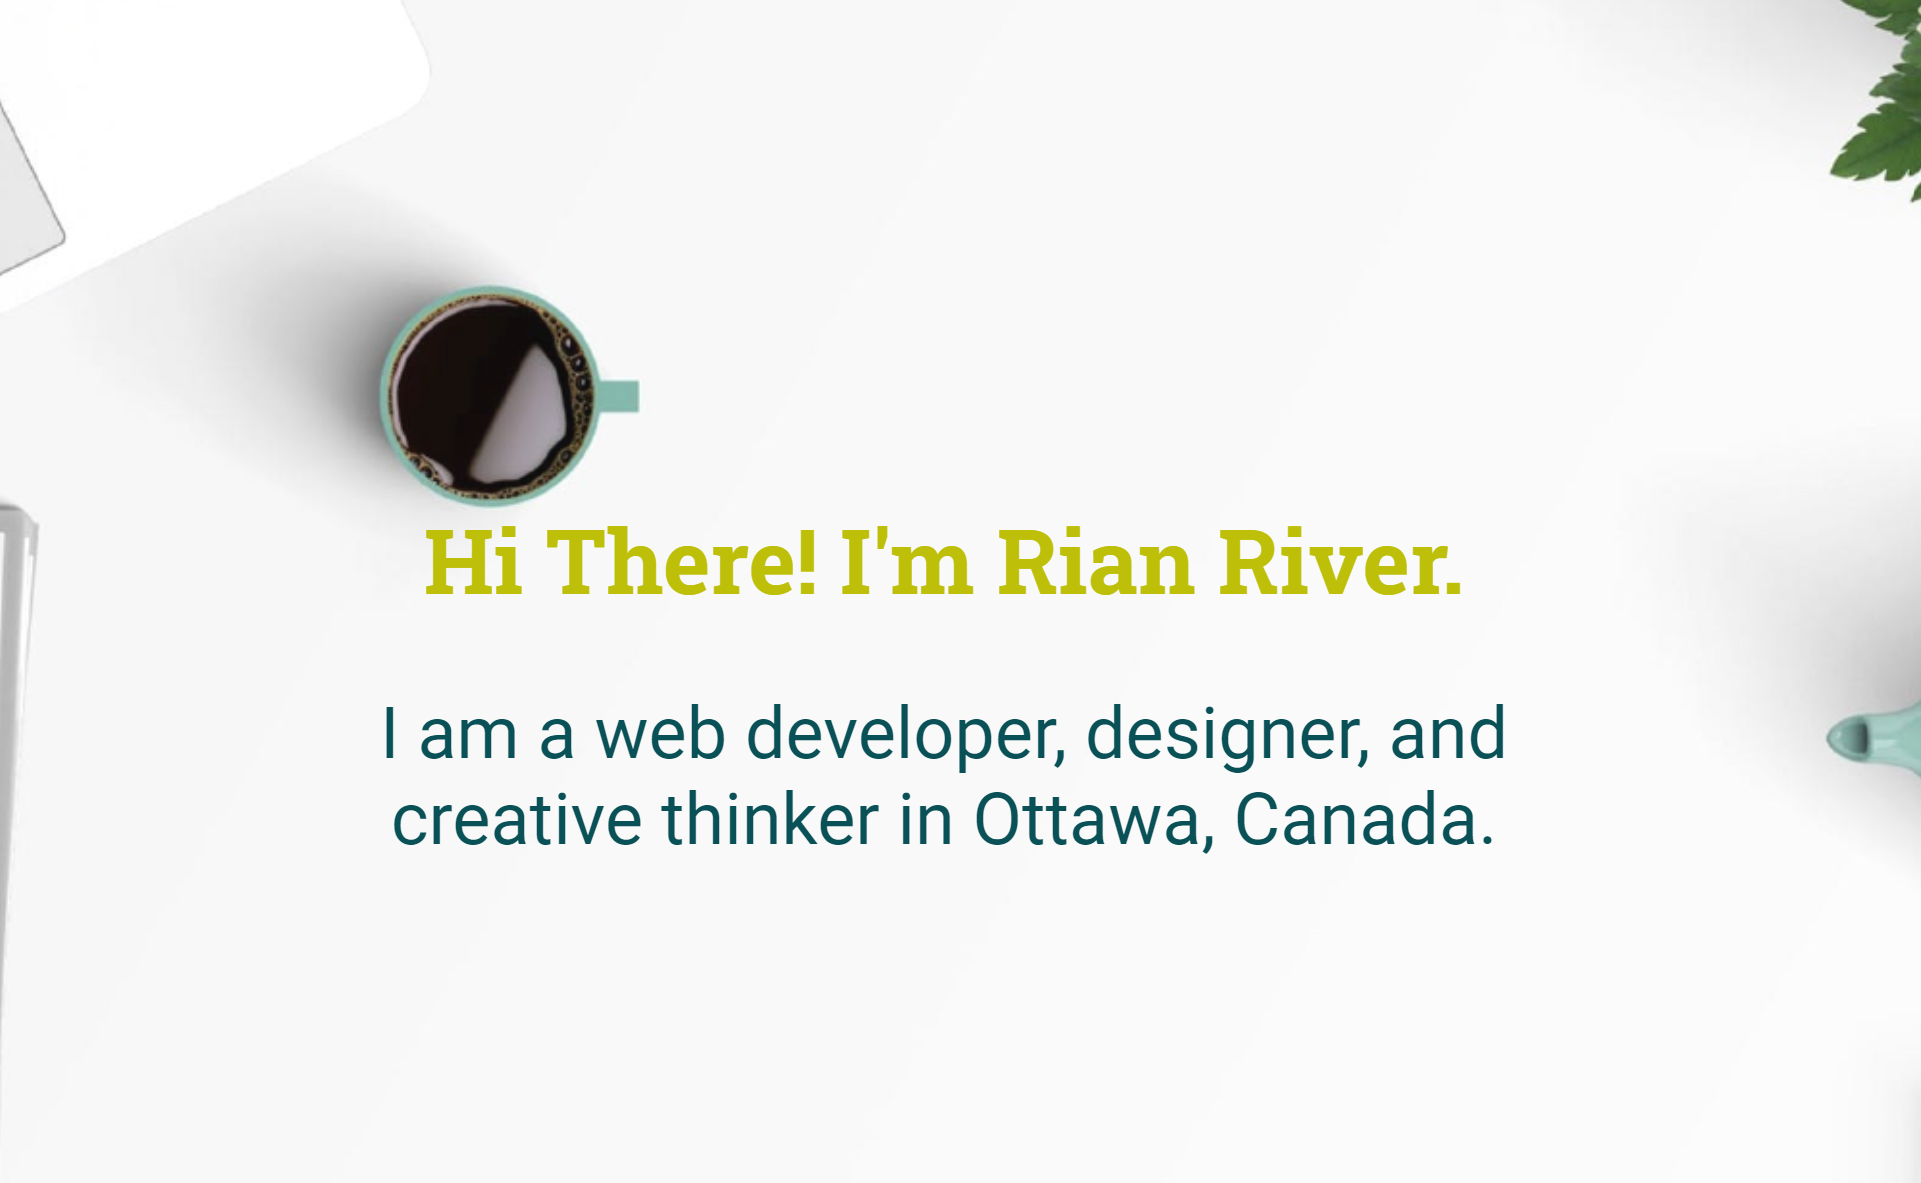 Hi There! I'm Rian River.
I am a web developer, designer, and
creative thinker in Ottawa, Canada.